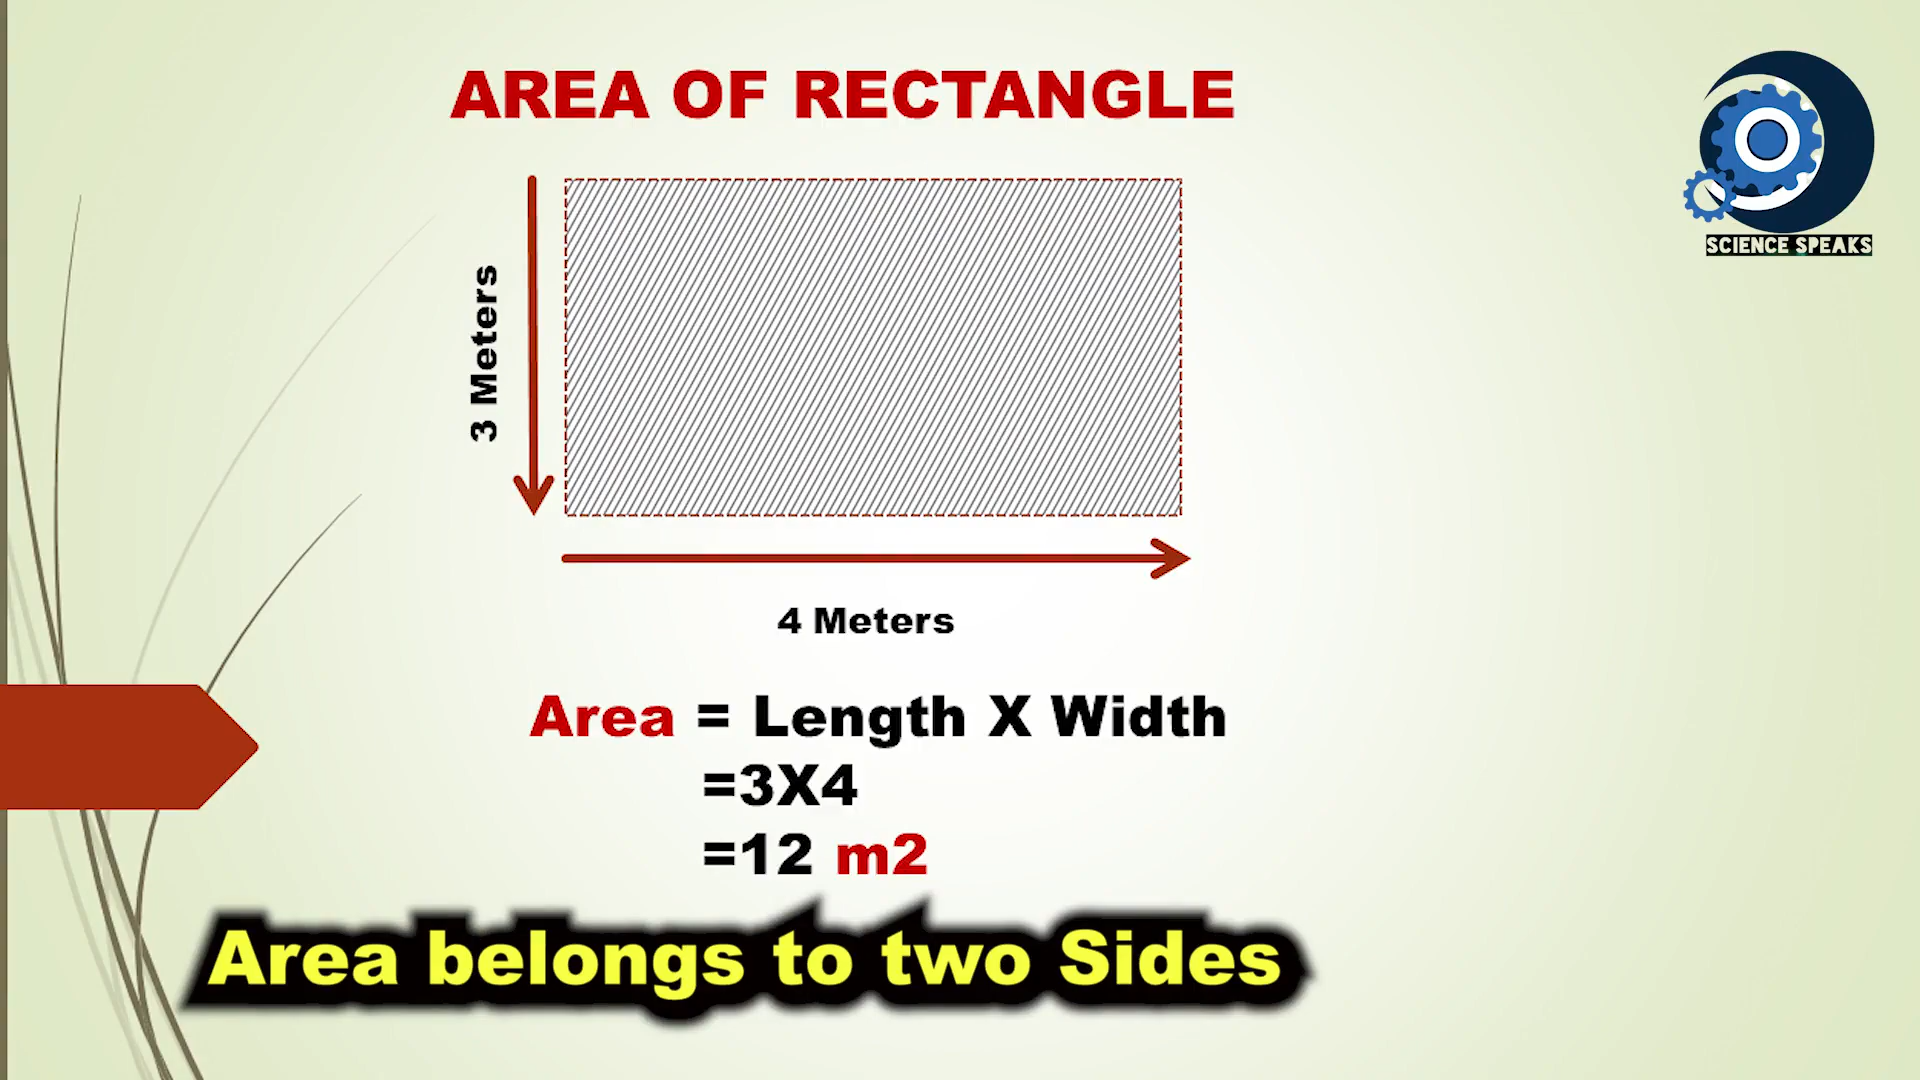 AREA OF RECTANGLE
SCIENCE SPEAKS
3 Meters
4 Meters
Area = Length X Width
=3X4
=12 m2
Area belongs to two Sides